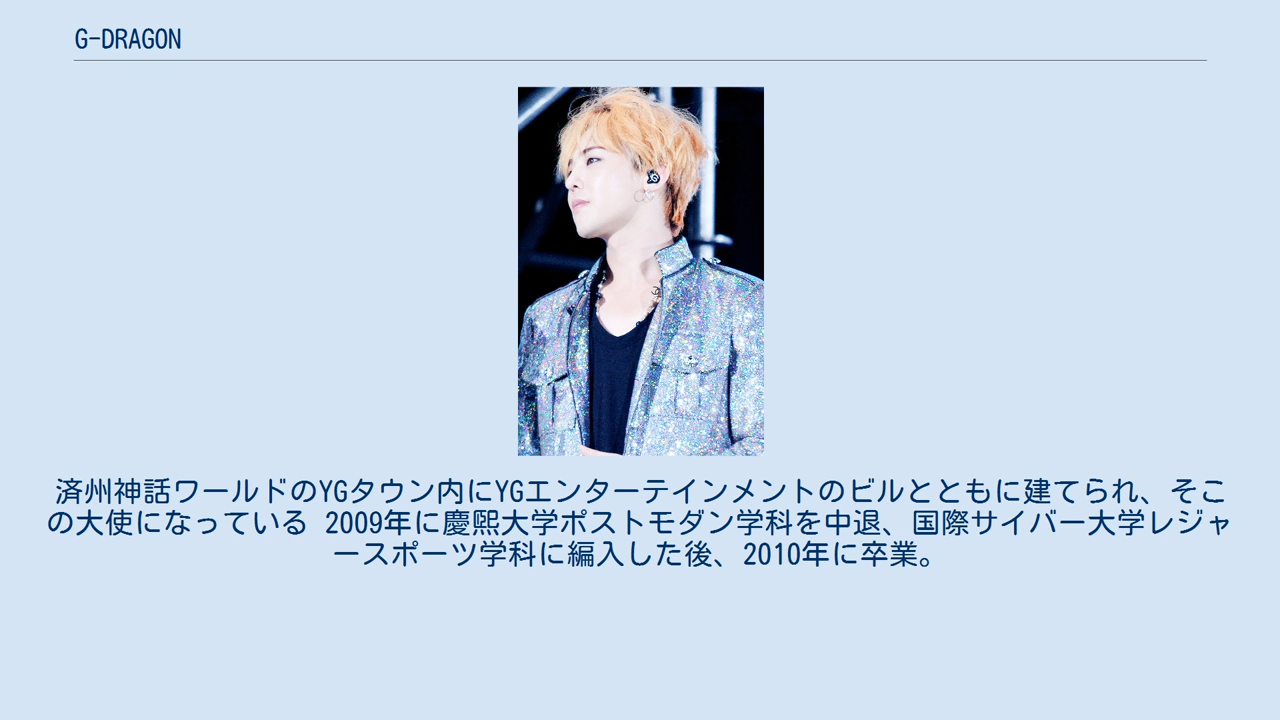 G-DRAGON
済州神話ワールドのYGタウン内にYGエンターテインメントのビルとともに建てられ、そこ
の大使になっている 2009年に慶煕大学ポストモダン学科を中退、国際サイバー大学レジャ
ースポーツ学科に編入した後、2010年に卒業。